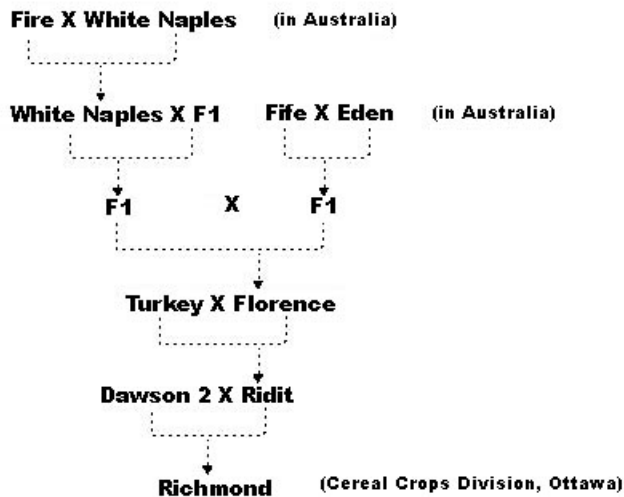 Fire X White Naples (in Australia)
White Naples X F1 Fife X Eden (in Australia)
F1 X F1
Turkey X Florence
Dawson 2 X Ridit
Richmond (Cereal Crops Division, Ottawa)